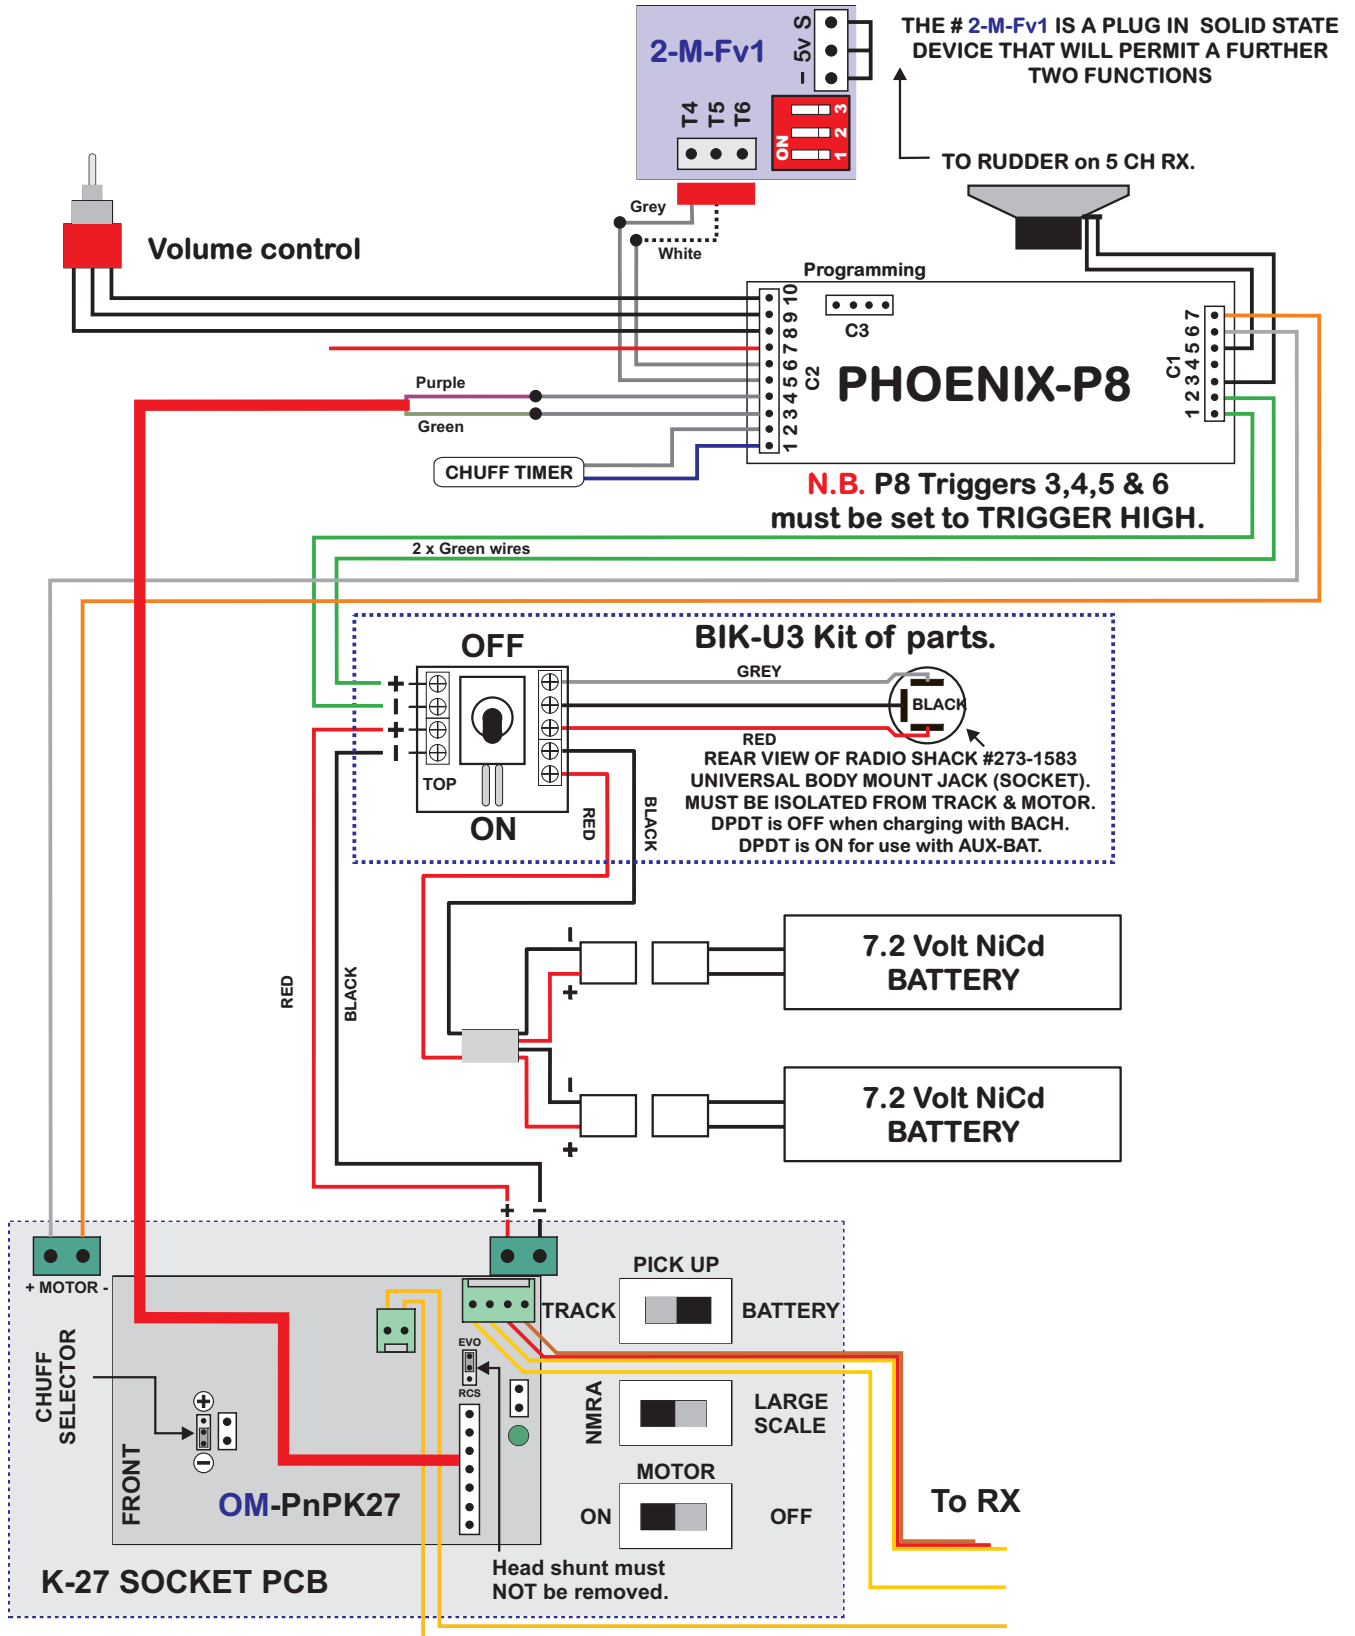 2-M-Fv1
– 5v S
T4
T5
T6
ON
1 2 3
THE # 2-M-Fv1 IS A PLUG IN SOLID STATE
DEVICE THAT WILL PERMIT A FURTHER
TWO FUNCTIONS
TO RUDDER on 5 CH RX.
Grey
White
Volume control
Programming
C3
1 2 3 4 5 6 7 8 9 10
C2
PHOENIX-P8
C1
1 2 3 4 5 6 7
Purple
Green
CHUFF TIMER
N.B. P8 Triggers 3,4,5 & 6
must be set to TRIGGER HIGH.
2 x Green wires
BIK-U3 Kit of parts.
OFF
+
–
+
–
TOP
ON
GREY
BLACK
RED
REAR VIEW OF RADIO SHACK #273-1583
UNIVERSAL BODY MOUNT JACK (SOCKET).
MUST BE ISOLATED FROM TRACK & MOTOR.
DPDT is OFF when charging with BACH.
DPDT is ON for use with AUX-BAT.
RED
BLACK
RED
BLACK
–
+
7.2 Volt NiCd
BATTERY
–
+
7.2 Volt NiCd
BATTERY
+ –
+ MOTOR -
PICK UP
TRACK
BATTERY
EVO
RCS
CHUFF
SELECTOR
+
–
NMRA
LARGE
SCALE
MOTOR
ON
OFF
FRONT
OM-PnPK27
To RX
Head shunt must
NOT be removed.
K-27 SOCKET PCB